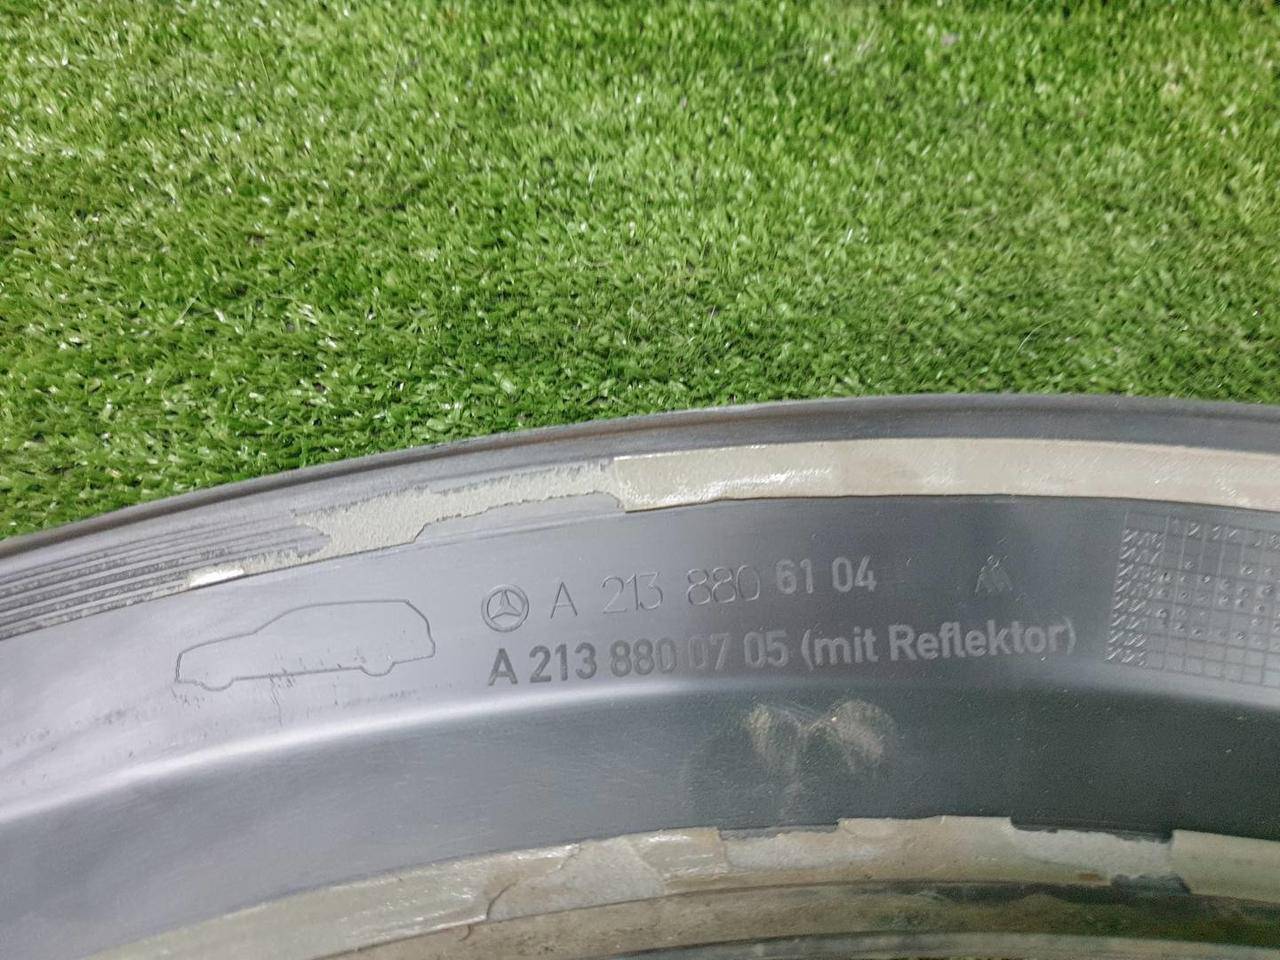 A 213 880 61 04
A 213 880 07 05 (mit Reflektor)